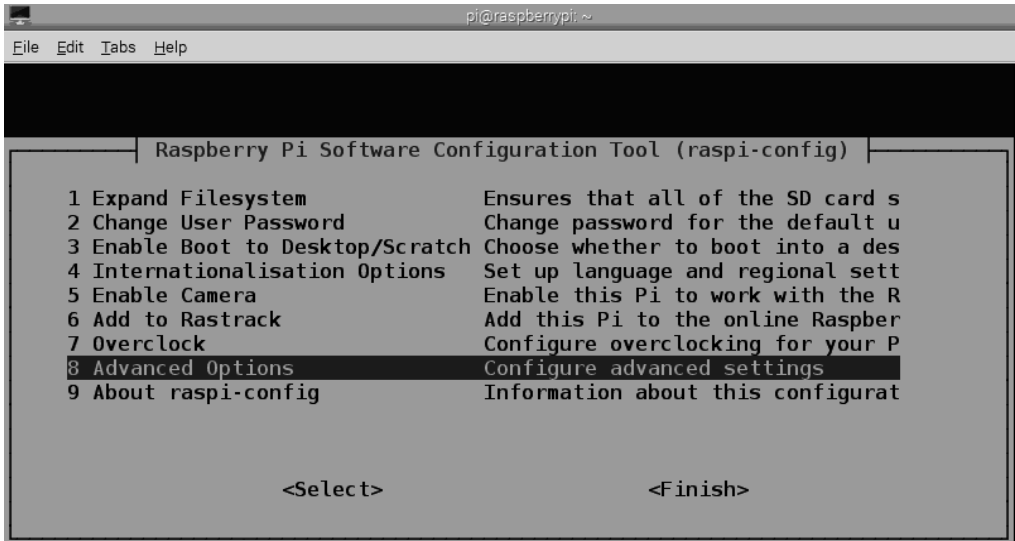 pi@raspberrypi: ~
File Edit Tabs Help
Raspberry Pi Software Configuration Tool (raspi-config)
1 Expand Filesystem Ensures that all of the SD card s
2 Change User Password Change password for the default u
3 Enable Boot to Desktop/Scratch Choose whether to boot into a des
4 Internationalisation Options Set up language and regional sett
5 Enable Camera Enable this Pi to work with the R
6 Add to Rastrack Add this Pi to the online Raspber
7 Overclock Configure overclocking for your P
8 Advanced Options Configure advanced settings
9 About raspi-config Information about this configurat
<Select> <Finish>